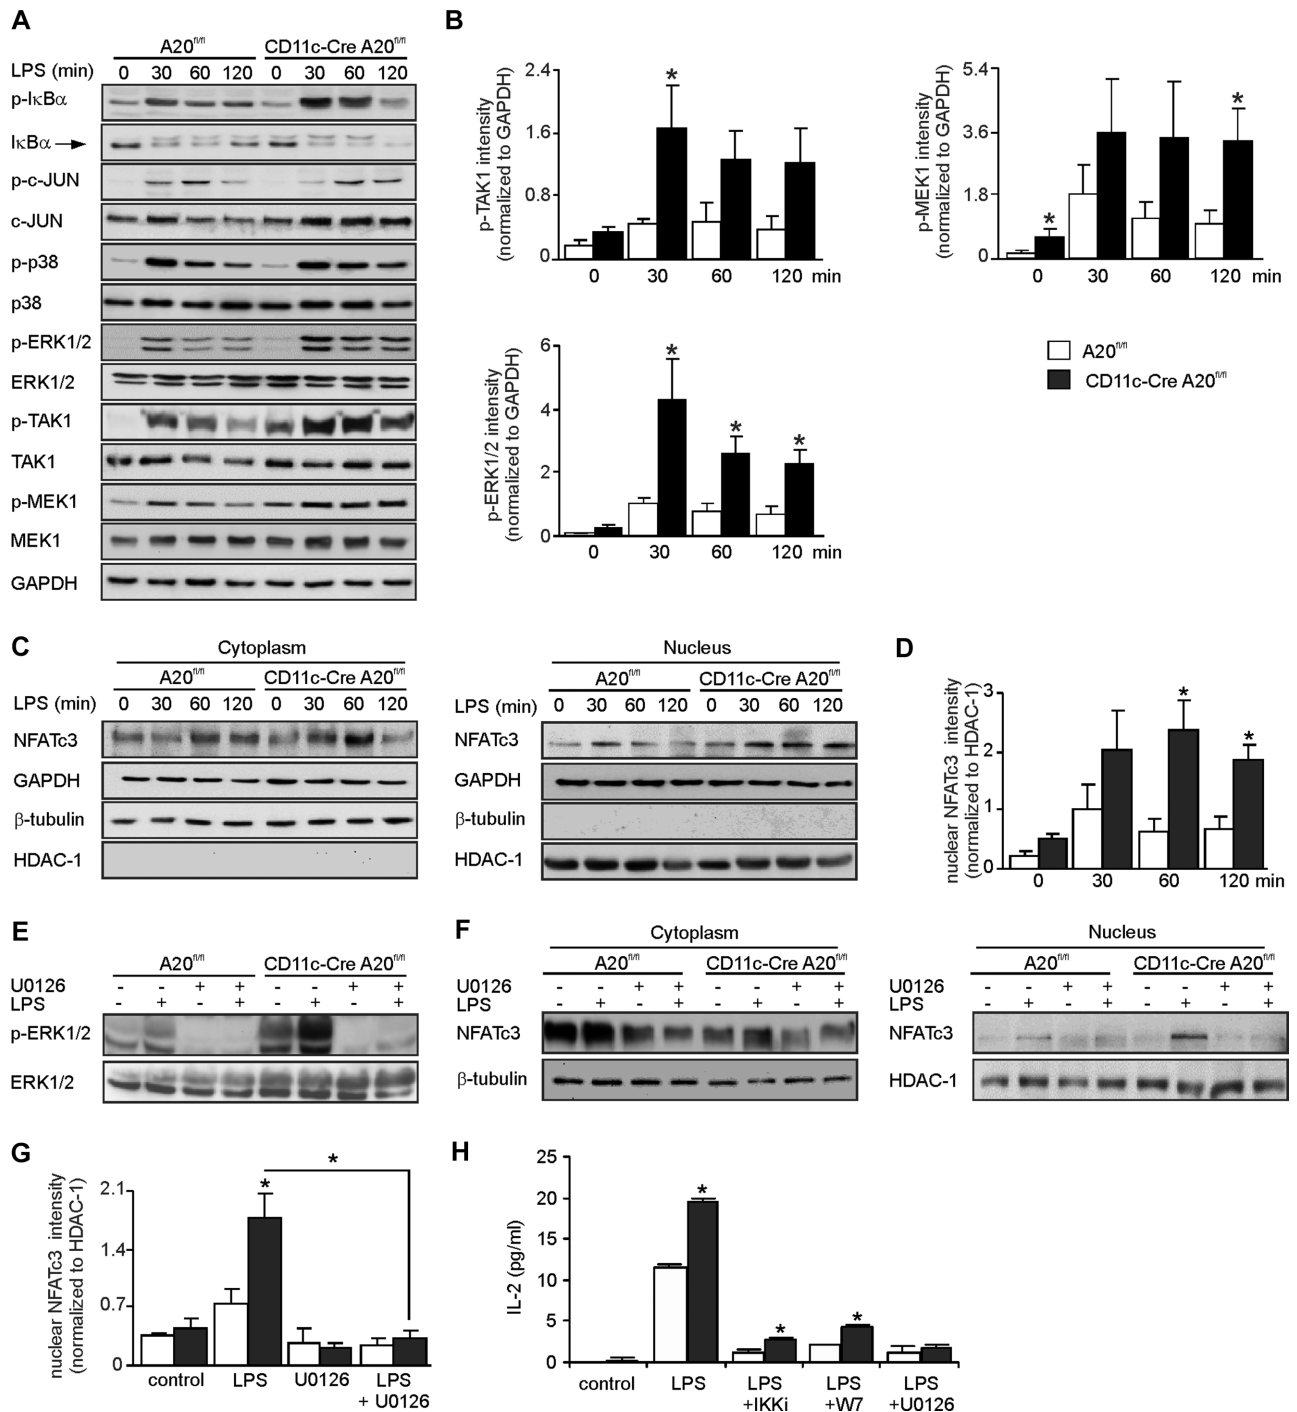 A
A20fl/fl CD11c-Cre A20fl/fl
LPS (min) 0 30 60 120 0 30 60 120
p-IκBα
IκBα
p-c-JUN
c-JUN
p-p38
p38
p-ERK1/2
ERK1/2
p-TAK1
TAK1
p-MEK1
MEK1
GAPDH
B
p-TAK1 intensity
(normalized to GAPDH)
2.4
1.6
0.8
0
*
0 30 60 120 min
p-MEK1 intensity
(normalized to GAPDH)
5.4
3.6
1.8
0
* *
0 30 60 120 min
p-ERK1/2 intensity
(normalized to GAPDH)
6
4
2
0
* * *
0 30 60 120 min
A20fl/fl
CD11c-Cre A20fl/fl
C
Cytoplasm
A20fl/fl CD11c-Cre A20fl/fl
LPS (min) 0 30 60 120 0 30 60 120
NFATc3
GAPDH
β-tubulin
HDAC-1
Nucleus
A20fl/fl CD11c-Cre A20fl/fl
LPS (min) 0 30 60 120 0 30 60 120
NFATc3
GAPDH
β-tubulin
HDAC-1
D
nuclear NFATc3 intensity
(normalized to HDAC-1)
3
2
1
0
* *
0 30 60 120 min
E
A20fl/fl CD11c-Cre A20fl/fl
U0126 - - + + - - + +
LPS - + - + - + - +
p-ERK1/2
ERK1/2
F
Cytoplasm
A20fl/fl CD11c-Cre A20fl/fl
U0126 - - + + - - + +
LPS - + - + - + - +
NFATc3
β-tubulin
Nucleus
A20fl/fl CD11c-Cre A20fl/fl
U0126 - - + + - - + +
LPS - + - + - + - +
NFATc3
HDAC-1
G
nuclear NFATc3 intensity
(normalized to HDAC-1)
2.1
1.4
0.7
0
* *
control LPS U0126 LPS
+ U0126
H
IL-2 (pg/ml)
25
20
15
10
5
0
* * *
control LPS LPS LPS LPS
+IKKi +W7 +U0126